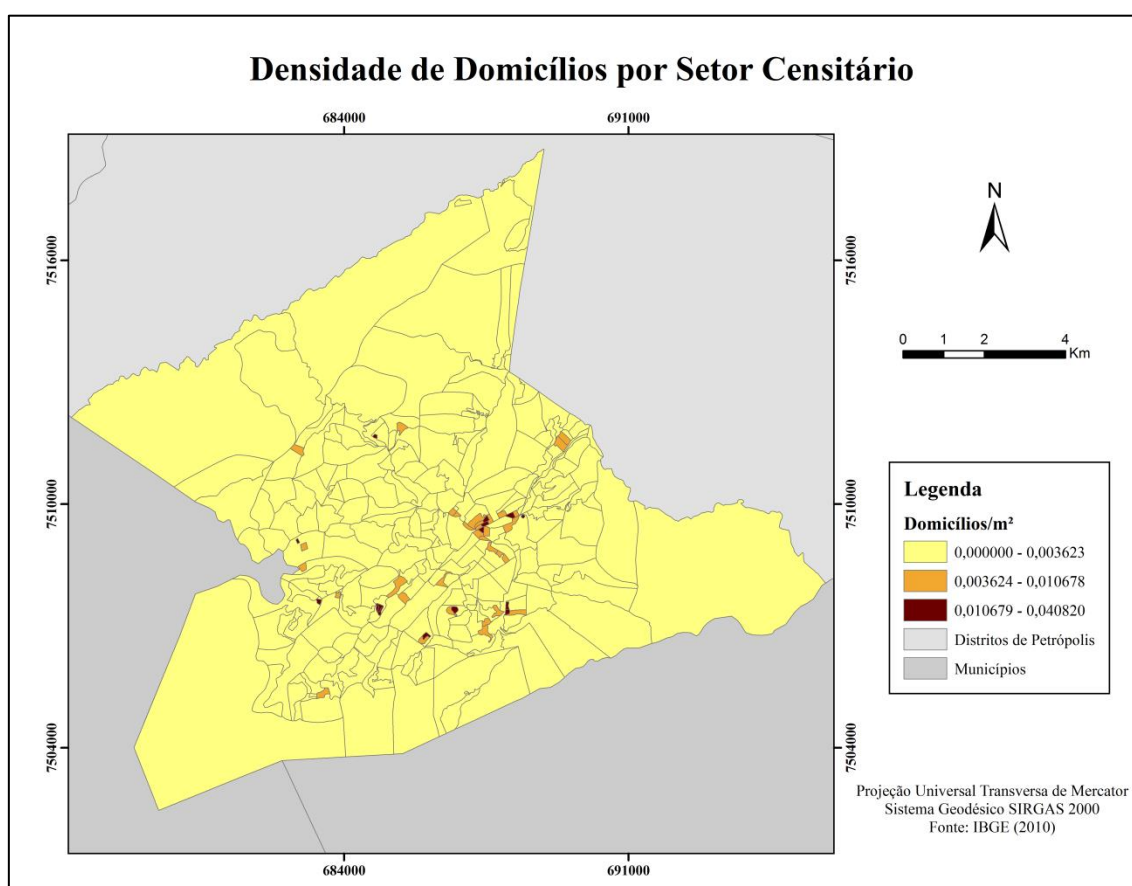 Densidade de Domicílios por Setor Censitário
684000 691000
N
7516000 7516000
0 1 2 4
Km
7510000 7510000
Legenda
Domicílios/m²
0,000000 - 0,003623
0,003624 - 0,010678
0,010679 - 0,040820
Distritos de Petrópolis
Municípios
7504000 7504000
Projeção Universal Transversa de Mercator
Sistema Geodésico SIRGAS 2000
Fonte: IBGE (2010)
684000 691000